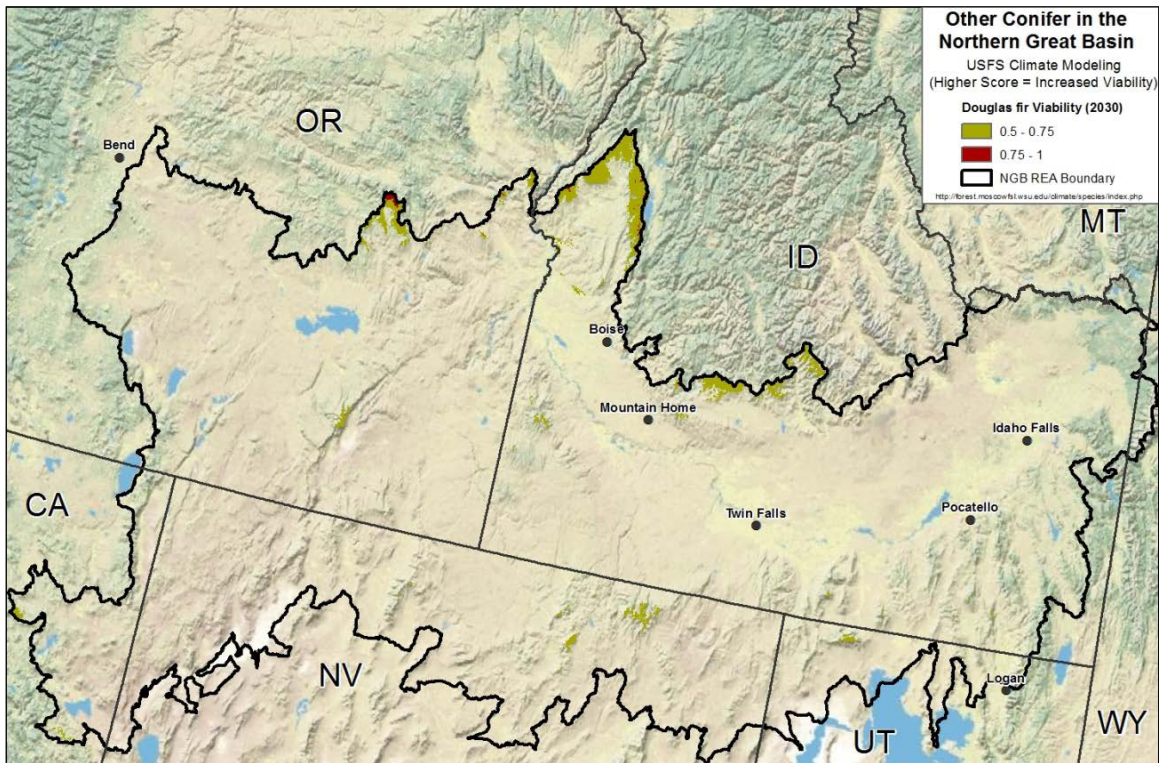 Other Conifer in the
Northern Great Basin
USFS Climate Modeling
(Higher Score = Increased Viability)
Douglas fir Viability (2030)
0.5 - 0.75
0.75 - 1
NGB REA Boundary
http://forest.moscowfsl.wsu.edu/climate/species/index.php
OR
Bend
MT
ID
Boise
Mountain Home
Idaho Falls
CA
Twin Falls
Pocatello
NV
Logan
WY
UT